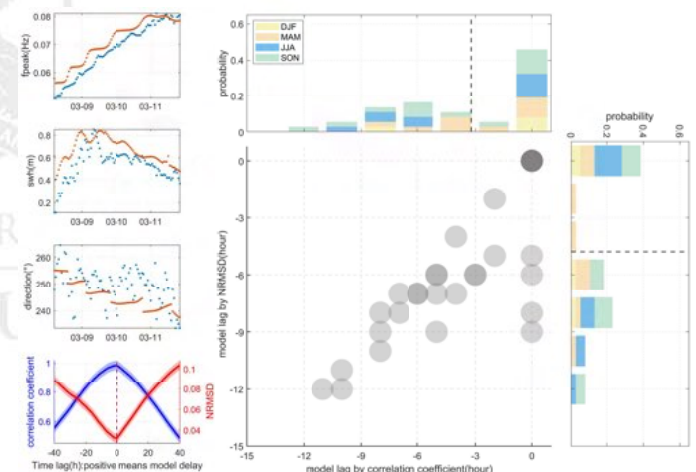 0.08
fpeak(Hz)
0.06
03-09 03-10 03-11
0.8
0.6
swh(m)
0.4
0.2
03-09 03-10 03-11
260
direction(°)
250
240
03-09 03-10 03-11
correlation coefficient
1
0.8
0.6
0.1
0.08
0.06
0.04
NRMSD
-40 -20 0 20 40
Time lag(h):positive means model delay
0.6
0.4
0.2
0
probability
DJF
MAM
JJA
SON
model lag by NRMSD(hour)
0
-3
-6
-9
-12
-15
-15 -12 -9 -6 -3 0
model lag by correlation coefficient(hour)
probability
0 0.2 0.4 0.6